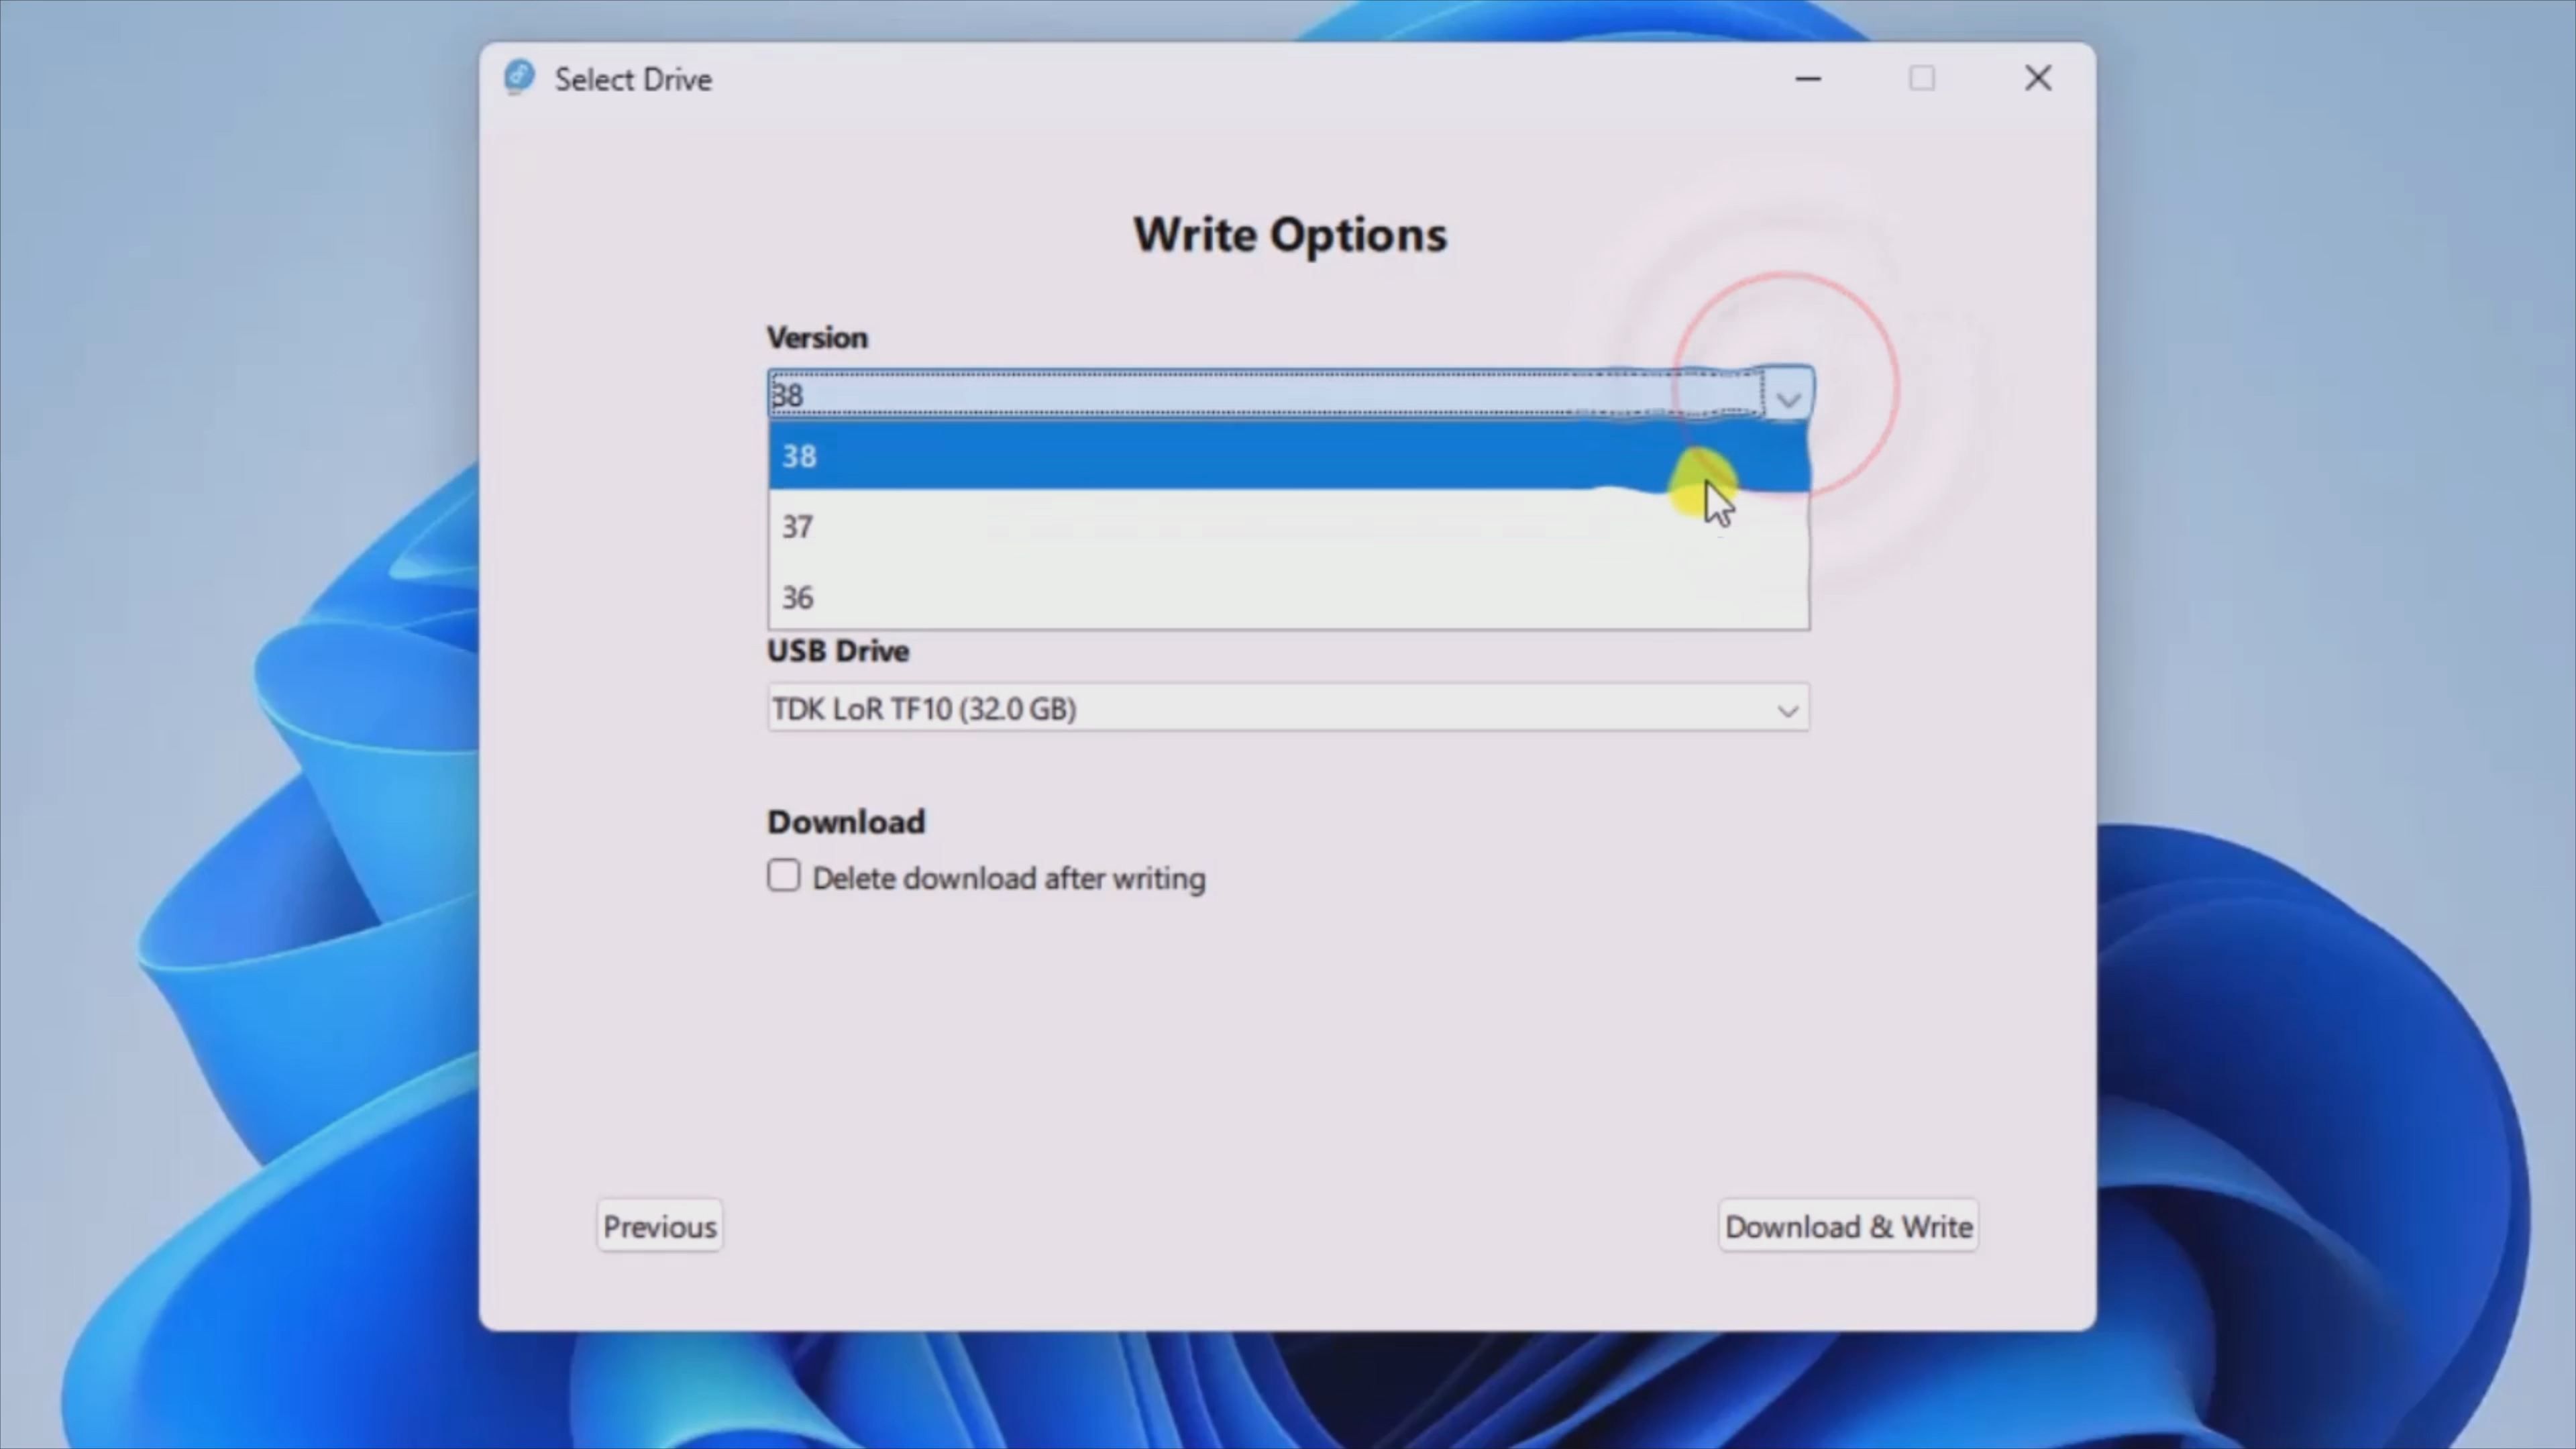 Select Drive
Write Options
Version
38
38
37
36
USB Drive
TDK LoR TF10 (32.0 GB)
Download
Delete download after writing
Previous
Download & Write